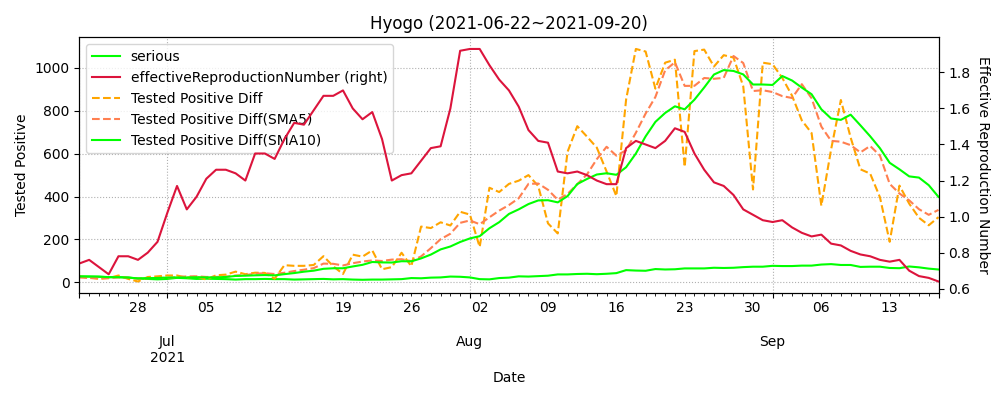 Hyogo (2021-06-22~2021-09-20)
serious
effectiveReproductionNumber (right)
Tested Positive Diff
Tested Positive Diff(SMA5)
Tested Positive Diff(SMA10)
Tested Positive
1000
800
600
400
200
0
1.8
1.6
1.4
1.2
1.0
0.8
0.6
Effective Reproduction Number
28 05 12 19 26 02 09 16 23 30 06 13
Jul Aug Sep
2021
Date